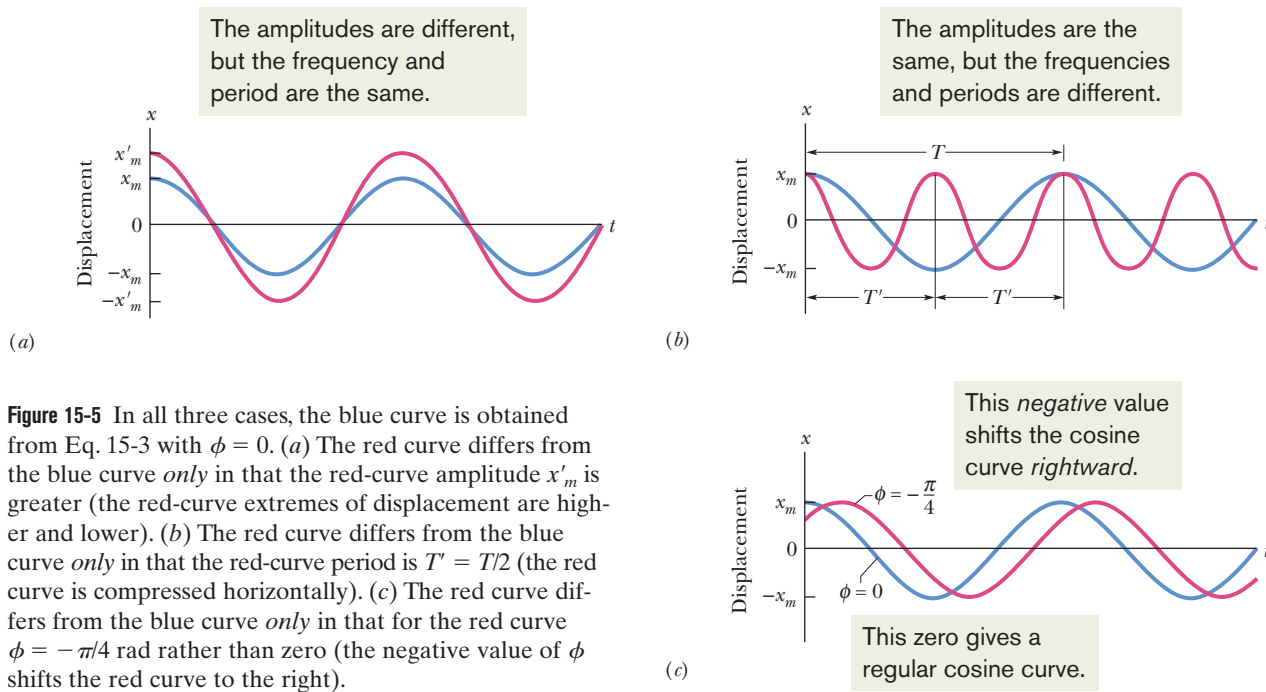 The amplitudes are different,
but the frequency and
period are the same.
x
x′m
xm
0
−xm
−x′m
Displacement
t
(a)
The amplitudes are the
same, but the frequencies
and periods are different.
x
T
xm
0
−xm
Displacement
T′ T′
(b)
Figure 15-5 In all three cases, the blue curve is obtained
from Eq. 15-3 with ϕ = 0. (a) The red curve differs from
the blue curve only in that the red-curve amplitude x′m is
greater (the red-curve extremes of displacement are high-
er and lower). (b) The red curve differs from the blue
curve only in that the red-curve period is T′ = T/2 (the red
curve is compressed horizontally). (c) The red curve dif-
fers from the blue curve only in that for the red curve
ϕ = −π/4 rad rather than zero (the negative value of ϕ
shifts the red curve to the right).
This negative value
shifts the cosine
curve rightward.
x
ϕ = −π/4
xm
0
−xm
Displacement
ϕ = 0
This zero gives a
regular cosine curve.
(c)